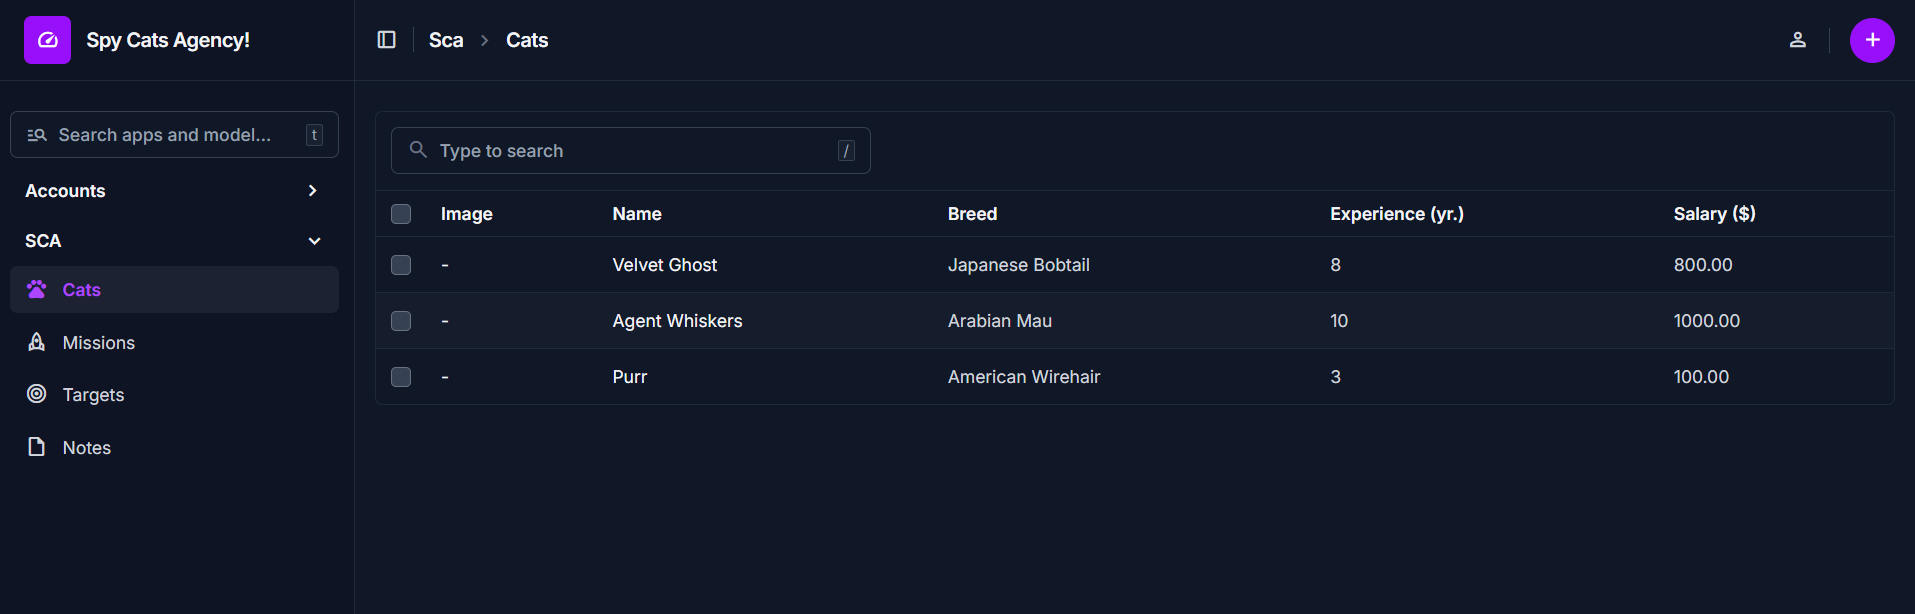 Spy Cats Agency!
Sca > Cats
Search apps and model... t
Accounts
SCA
Cats
Missions
Targets
Notes
Type to search /
Image Name Breed Experience (yr.) Salary ($)
- Velvet Ghost Japanese Bobtail 8 800.00
- Agent Whiskers Arabian Mau 10 1000.00
- Purr American Wirehair 3 100.00